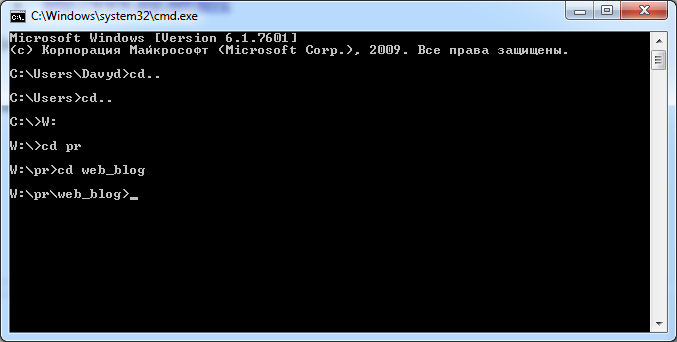 C:\Windows\system32\cmd.exe
Microsoft Windows [Version 6.1.7601]
(c) Корпорация Майкрософт (Microsoft Corp.), 2009. Все права защищены.
C:\Users\Davyd>cd..
C:\Users>cd..
C:\>W:
W:\>cd pr
W:\pr>cd web_blog
W:\pr\web_blog>_